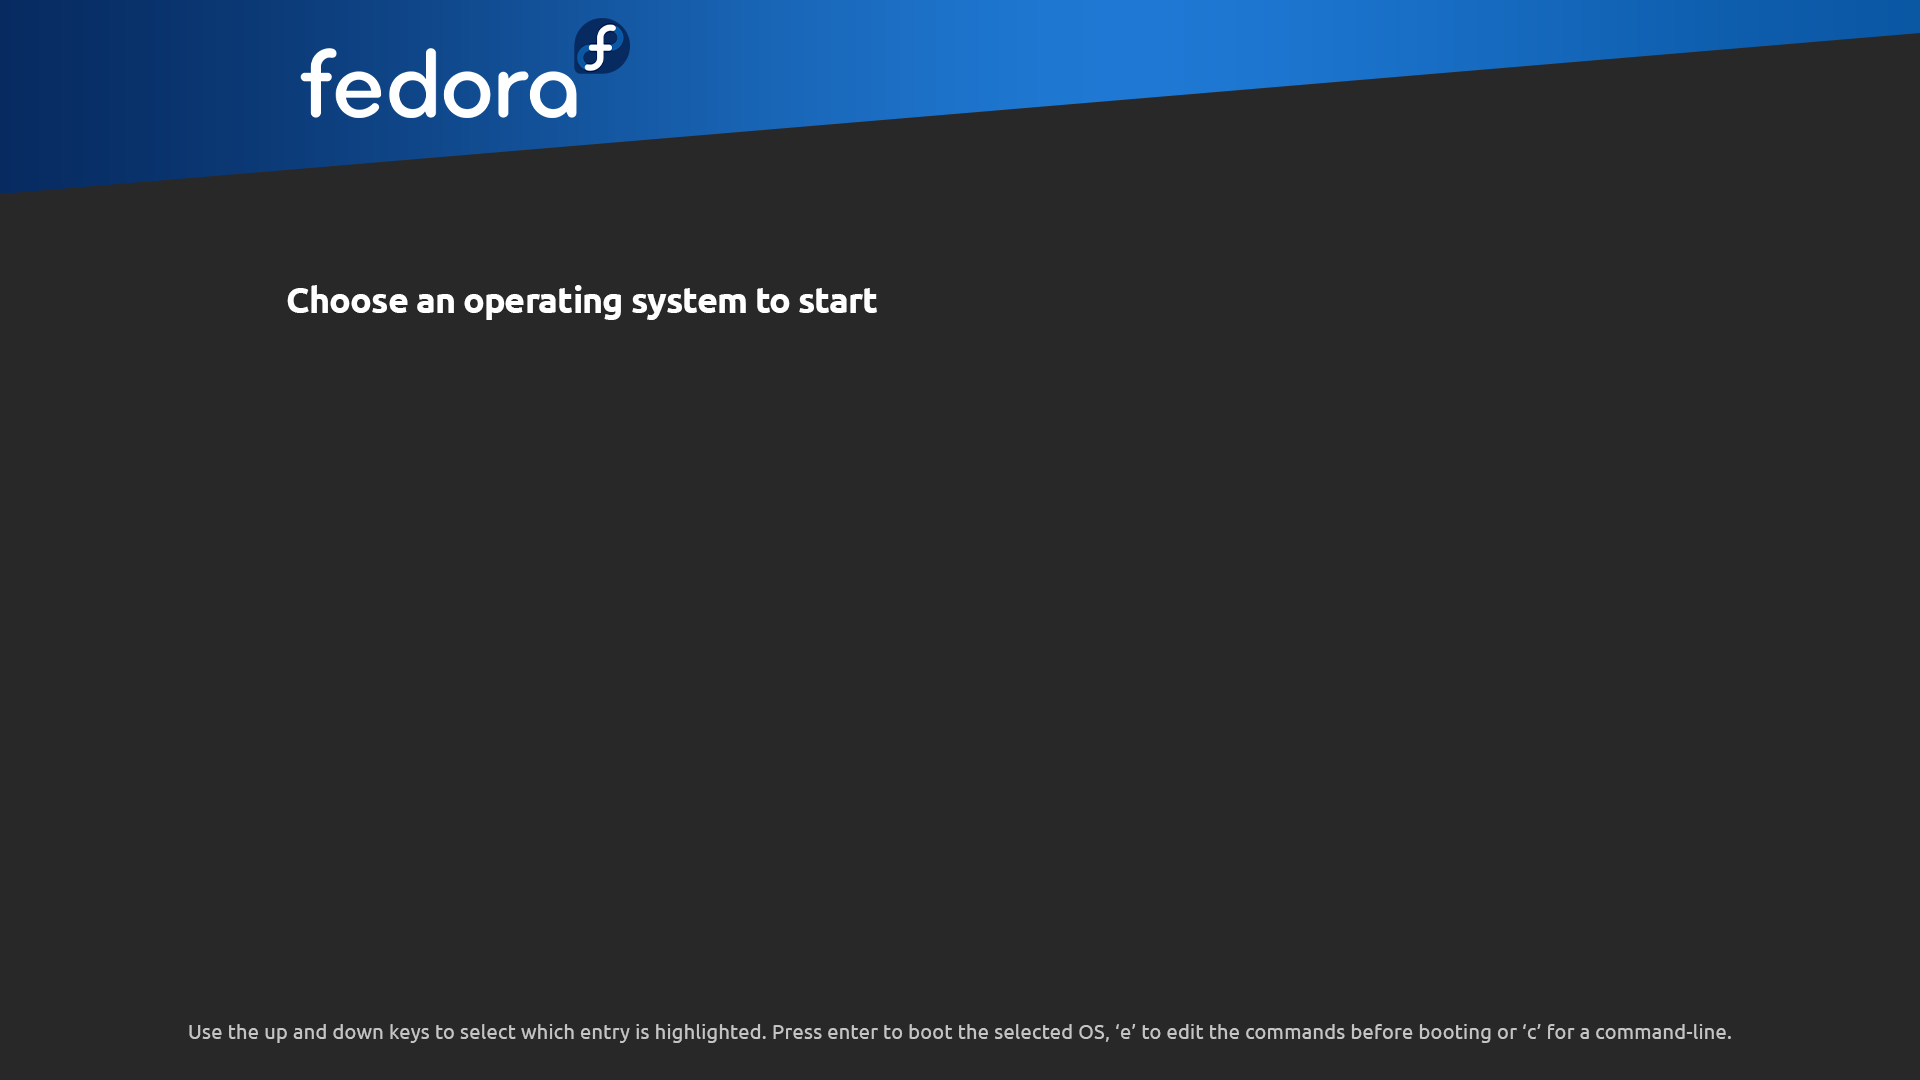 fedora
Choose an operating system to start
Use the up and down keys to select which entry is highlighted. Press enter to boot the selected OS, ‘e’ to edit the commands before booting or ‘c’ for a command-line.